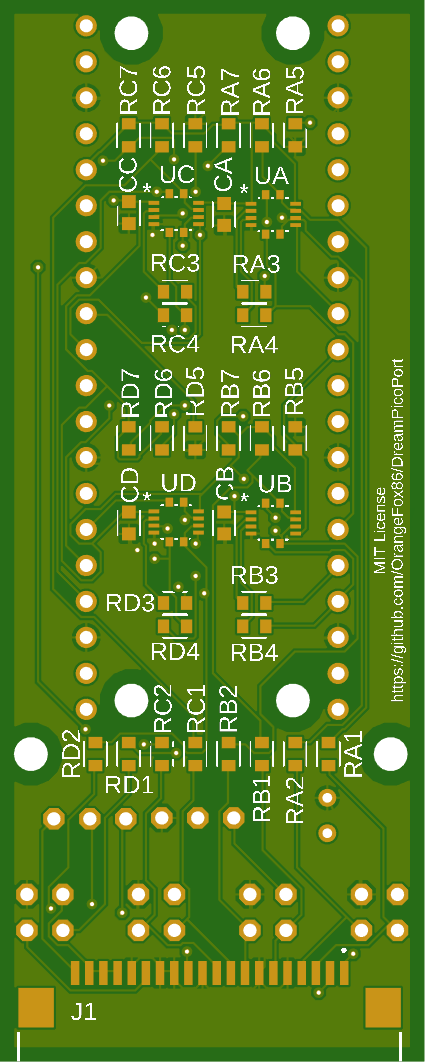 RC7 RC6 RC5 RA7 RA6 RA5
CC UC CA UA
* *
RC3 RA3
RC4 RA4
RD7 RD6 RD5 RB7 RB6 RB5
CD UD CB UB
* *
MIT License
https://github.com/OrangeFox86/DreamPicoPort
RD3 RB3
RD4 RB4
RD2 RC2 RC1 RB2 RA1
RD1 RB1 RA2
J1